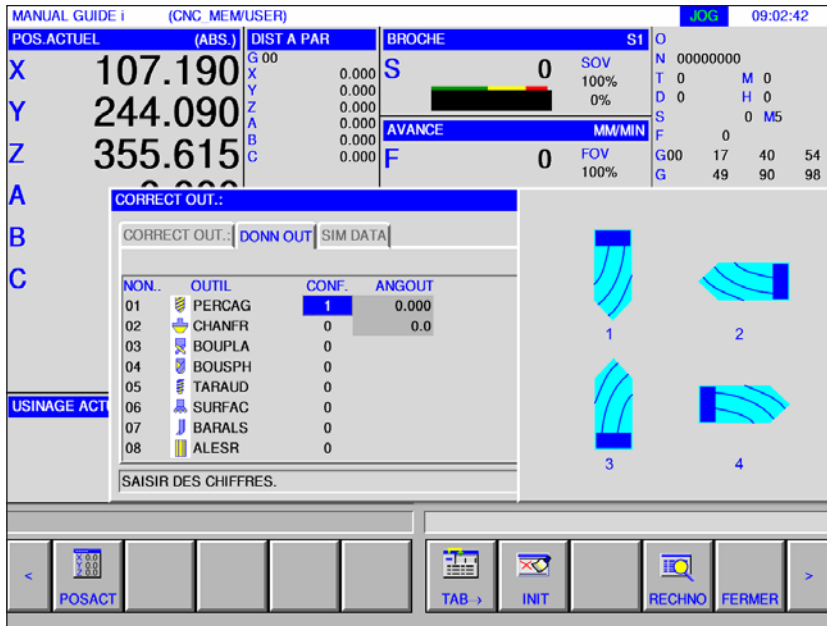 MANUAL GUIDE i (CNC_MEM/USER) JOG 09:02:42
POS.ACTUEL (ABS.) DIST A PAR BROCHE S1 O
X 107.190 G 00 S 0 SOV 100% 0% N 00000000
Y 244.090 X 0.000 T 0 M 0
Z 355.615 Y 0.000 D 0 H 0
A Z 0.000 S 0 M5
B A 0.000 AVANCE MM/MIN F 0
C B 0.000 F 0 FOV 100% G00 17 40 54
C 0.000 G 49 90 98
CORRECT OUT.:
CORRECT OUT.: DONN OUT SIM DATA
NON.. OUTIL CONF. ANGOUT
01 PERCAG 1 0.000
02 CHANFR 0 0.0
03 BOUPLA 0
04 BOUSPH 0
05 TARAUD 0
06 SURFAC 0
07 BARALS 0
08 ALESR 0
SAISIR DES CHIFFRES.
1 2
3 4
USINAGE ACT
< POSACT TAB→ INIT RECHNO FERMER >